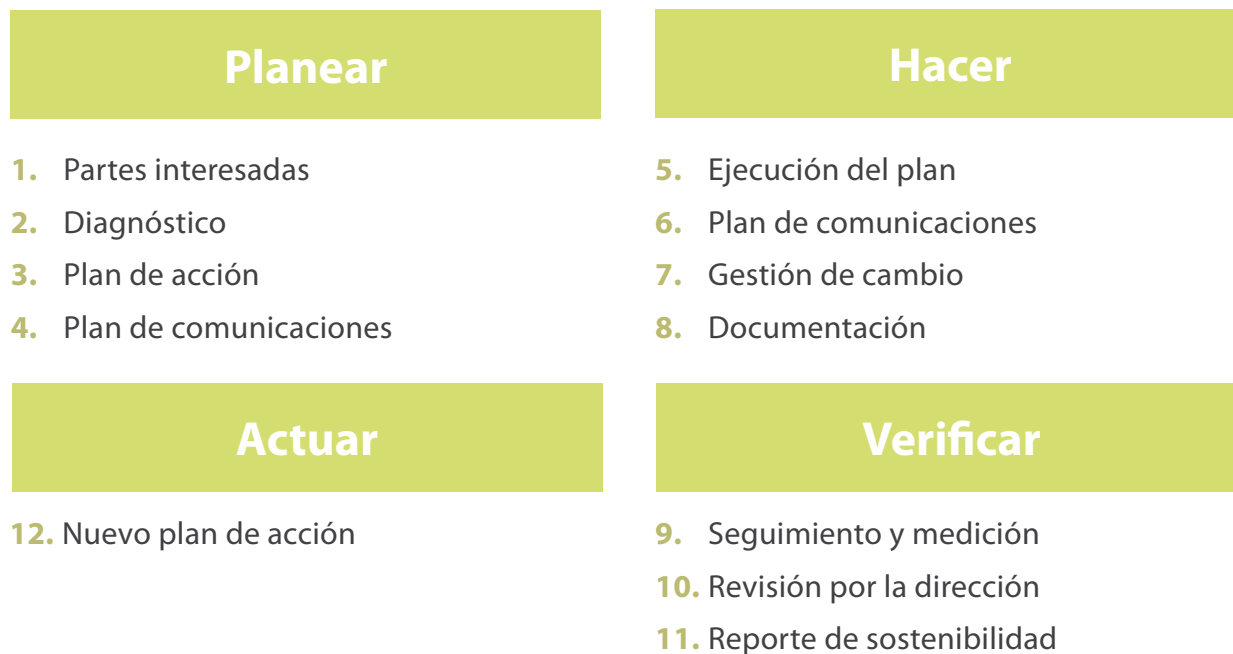 Planear
1. Partes interesadas
2. Diagnóstico
3. Plan de acción
4. Plan de comunicaciones
Hacer
5. Ejecución del plan
6. Plan de comunicaciones
7. Gestión de cambio
8. Documentación
Actuar
12. Nuevo plan de acción
Verificar
9. Seguimiento y medición
10. Revisión por la dirección
11. Reporte de sostenibilidad